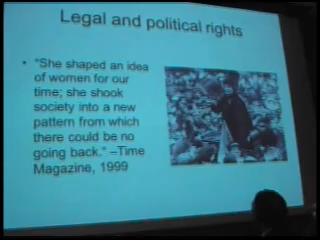 Legal and political rights
• "She shaped an idea
of women for our
time; she shook
society into a new
pattern from which
there could be no
going back." –Time
Magazine, 1999